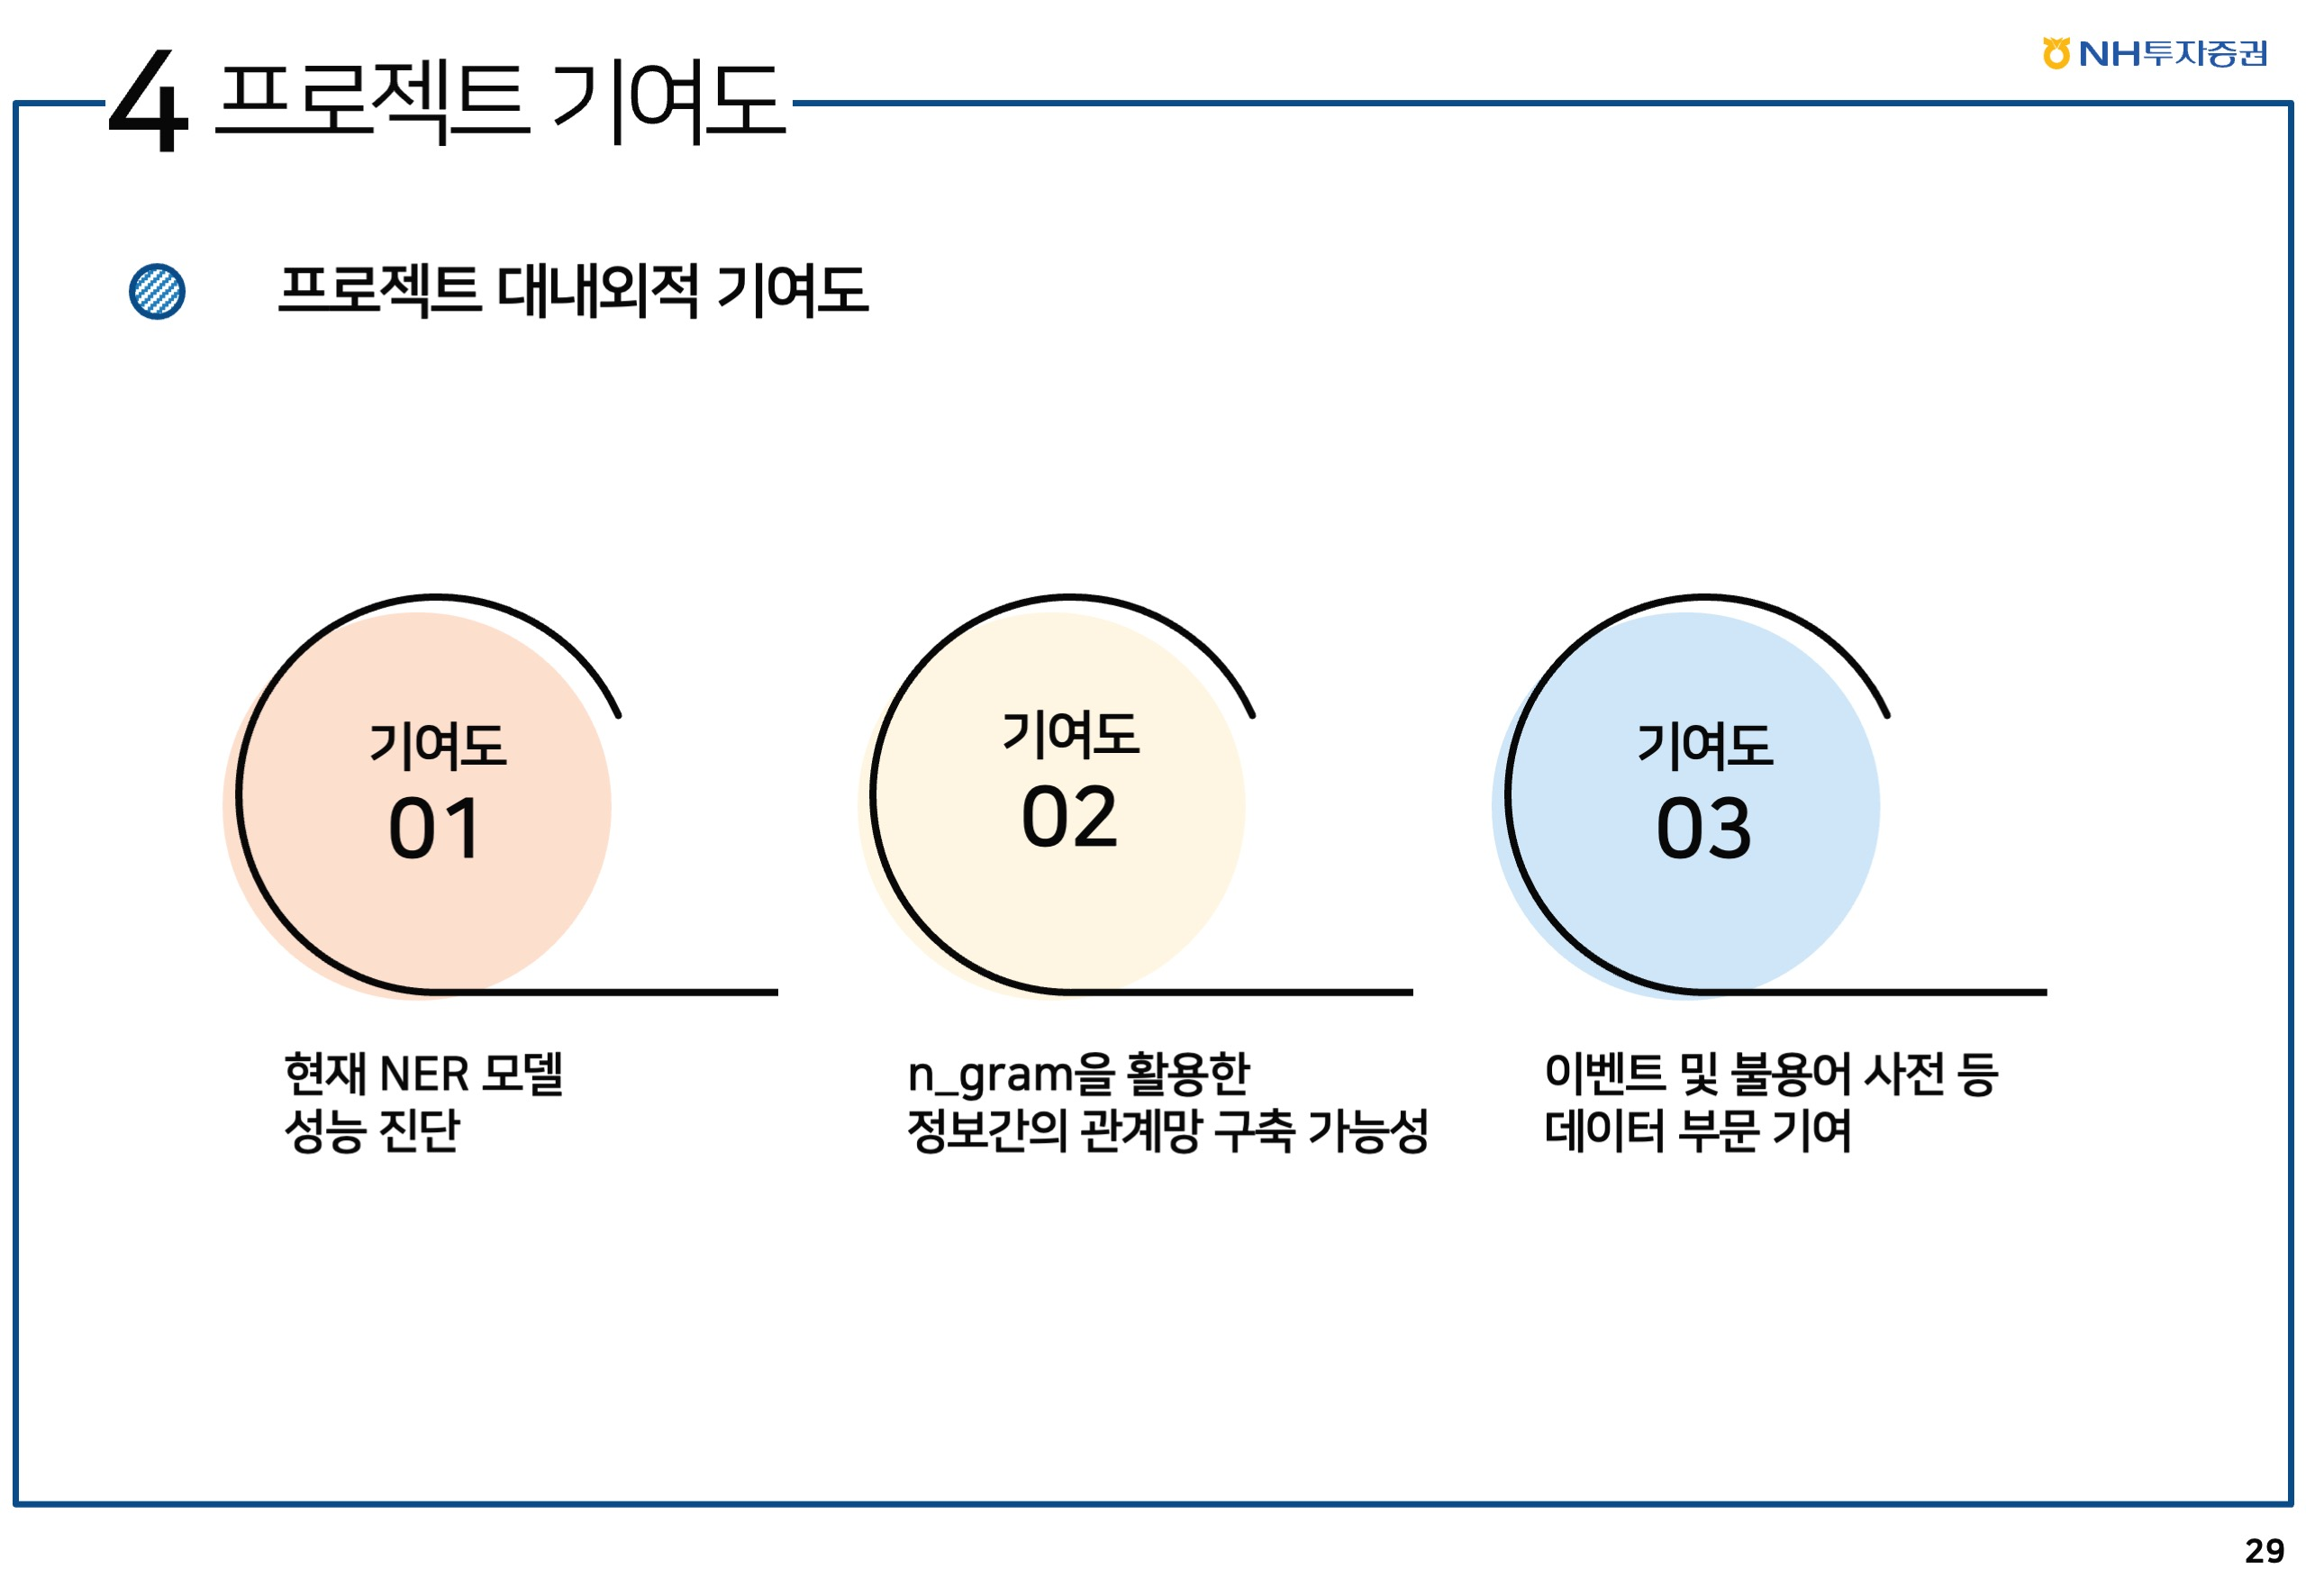 4 프로젝트 기여도
NH투자증권
프로젝트 대내외적 기여도
기여도
01
기여도
02
기여도
03
현재 NER 모델
성능 진단
n_gram을 활용한
정보간의 관계망 구축 가능성
이벤트 및 불용어 사전 등
데이터 부문 기여
29